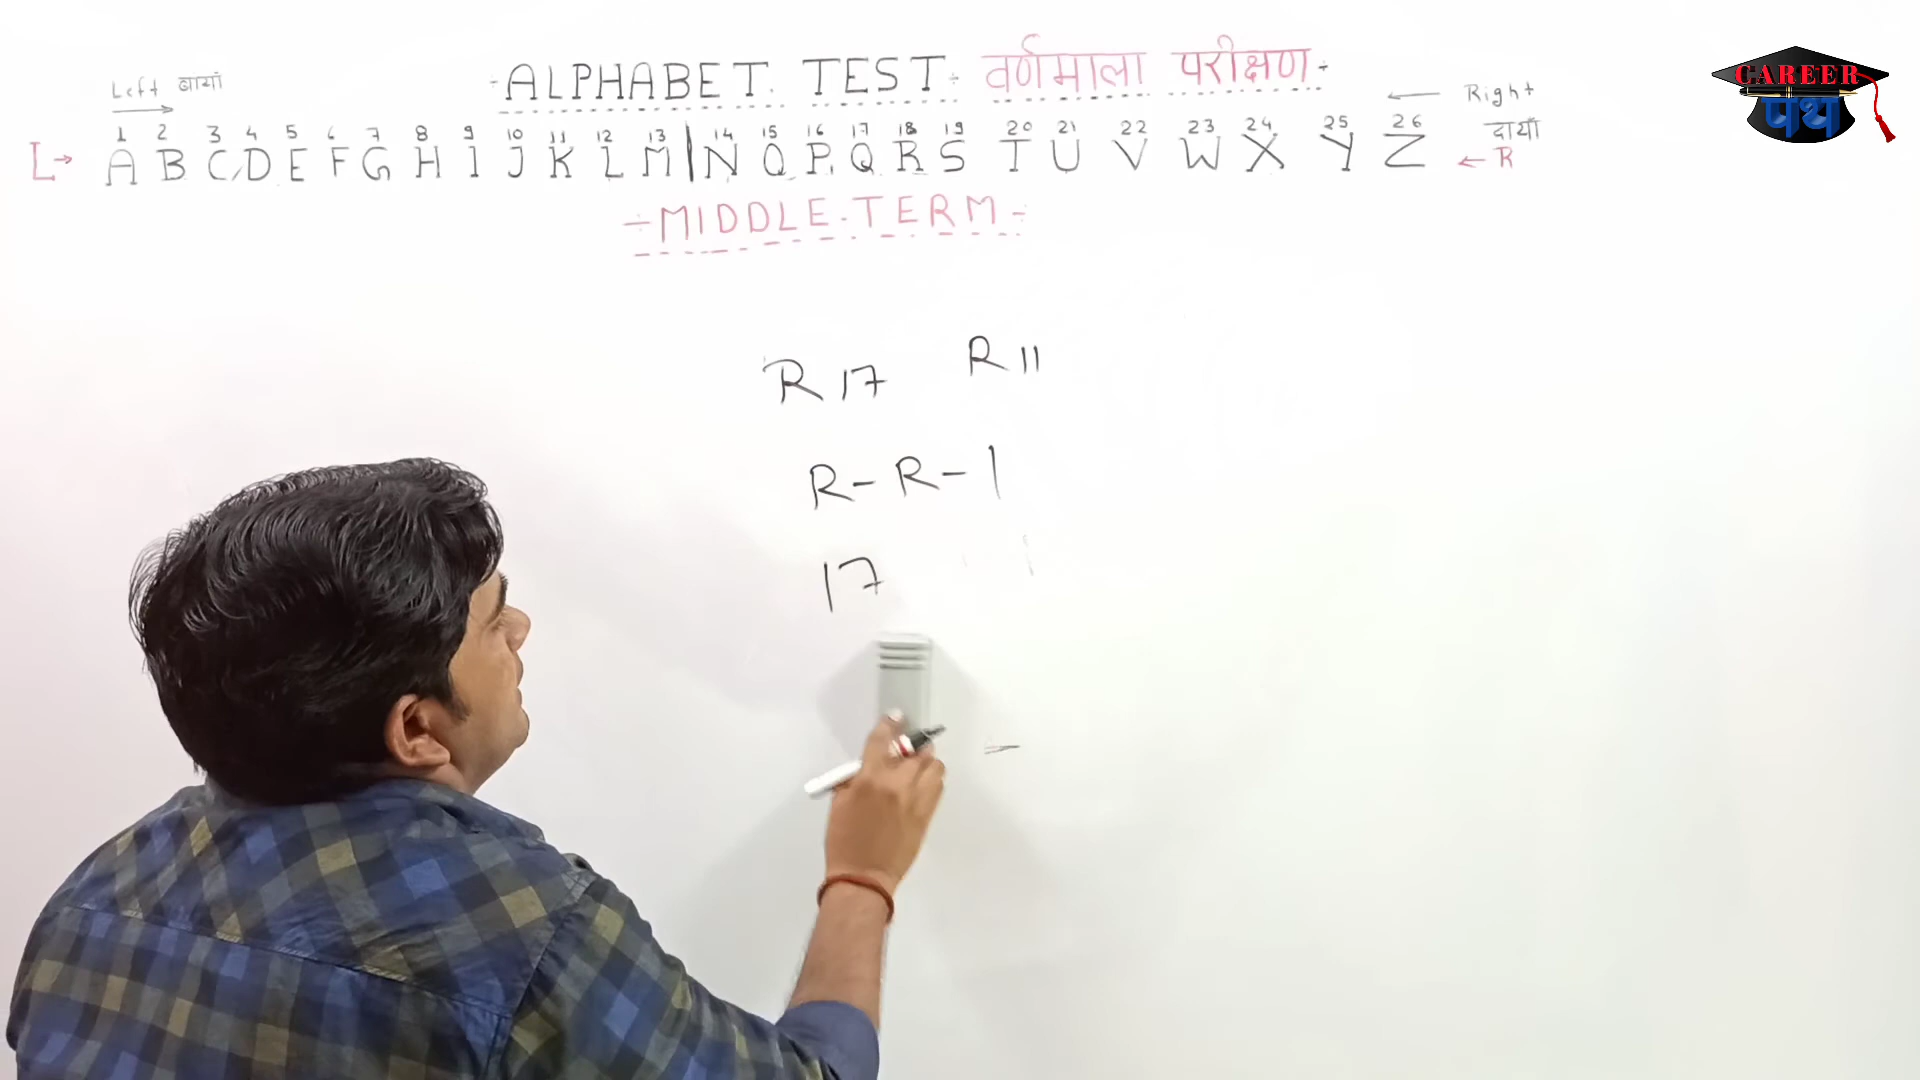 ÷ ALPHABET TEST ÷ वर्णमाला परीक्षण ÷
Left बायां
→
← Right
दायाँ
1 2 3 4 5 6 7 8 9 10 11 12 13 14 15 16 17 18 19 20 21 22 23 24 25 26
L→ A B C D E F G H I J K L M | N O P Q R S T U V W X Y Z ← R
÷ MIDDLE-TERM ÷
R 17 R 11
R - R - 1
17
-
CAREER
पथ